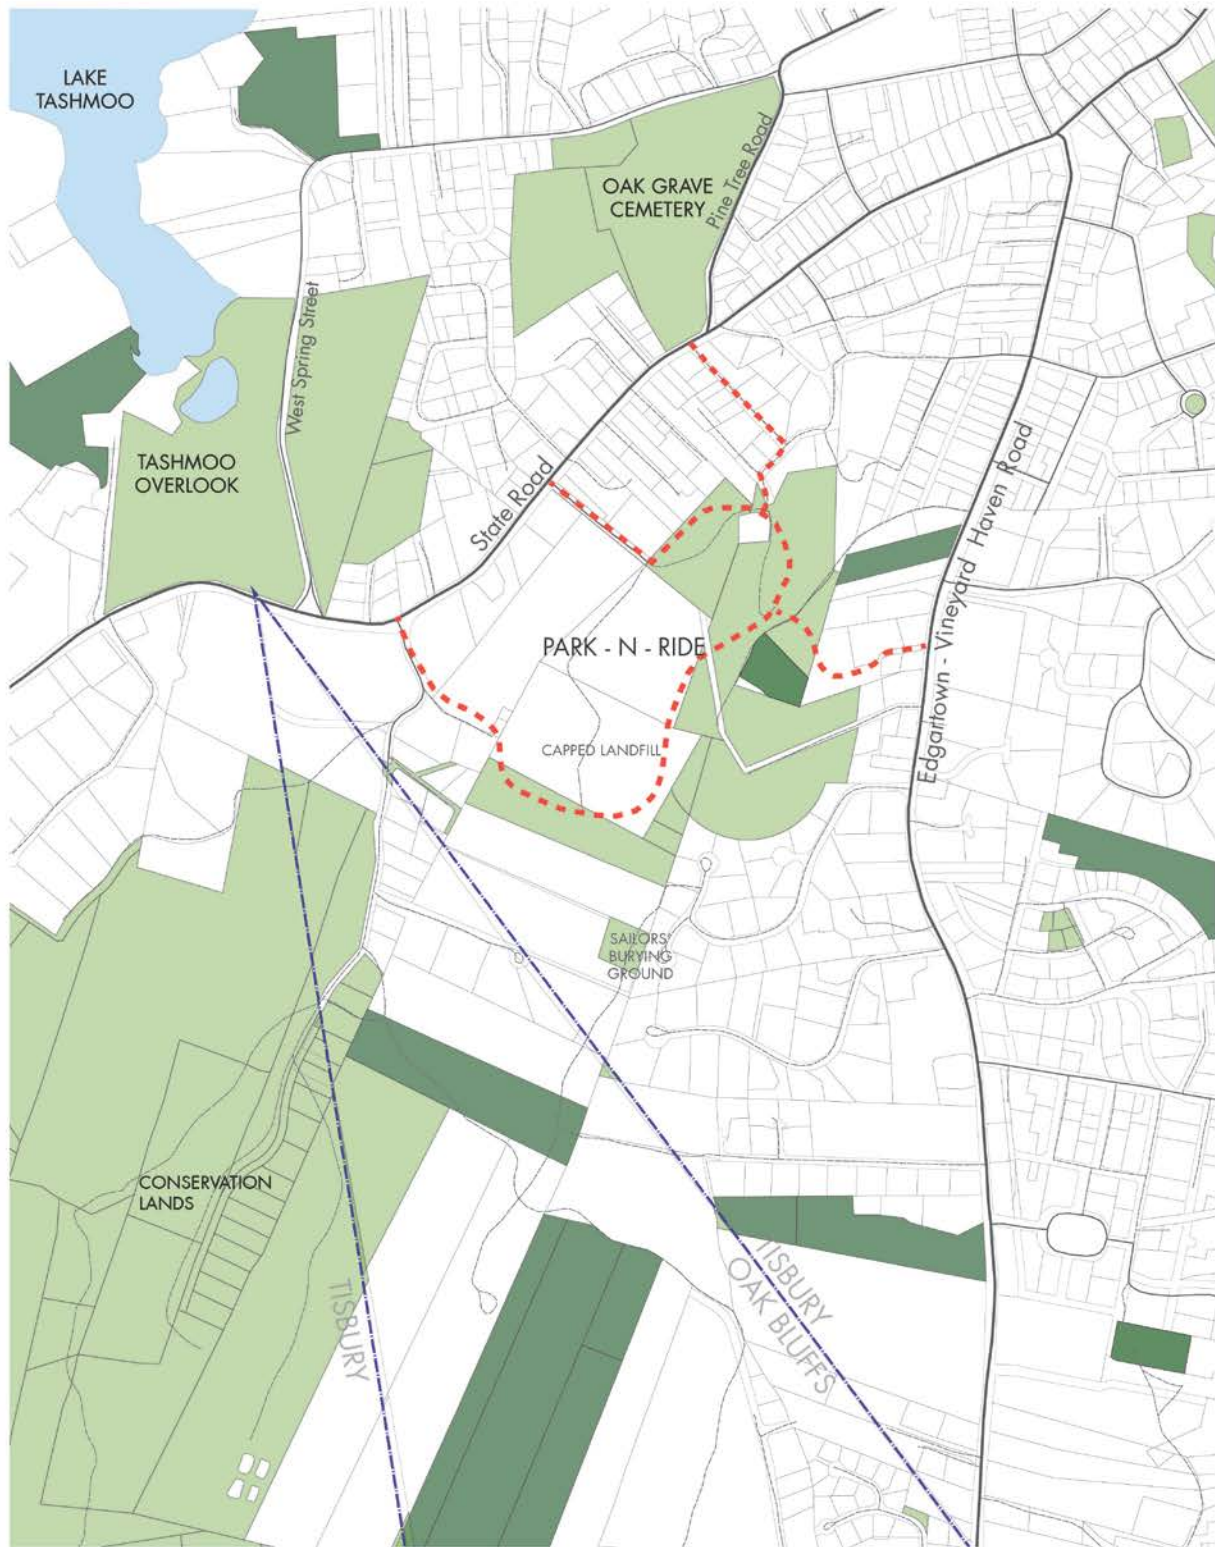 LAKE
TASHMOO
OAK GRAVE
CEMETERY
Pine Tree Road
West Spring Street
TASHMOO
OVERLOOK
State Road
Edgartown - Vineyard Haven Road
PARK - N - RIDE
CAPPED LANDFILL
SAILORS'
BURYING
GROUND
CONSERVATION
LANDS
TISBURY
TISBURY
OAK BLUFFS